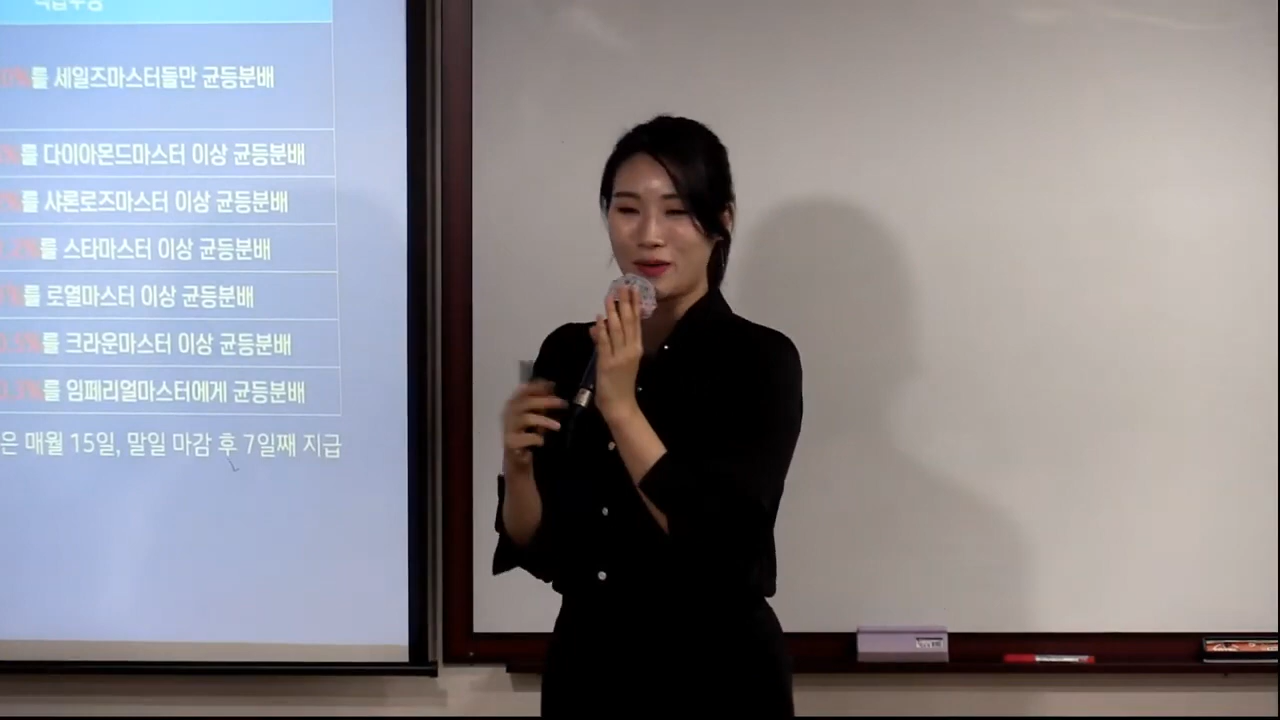 를 세일즈마스터들만 균등분배
를 다이아몬드마스터 이상 균등분배
를 샤론로즈마스터 이상 균등분배
를 스타마스터 이상 균등분배
를 로열마스터 이상 균등분배
를 크라운마스터 이상 균등분배
를 임페리얼마스터에게 균등분배
은 매월 15일, 말일 마감 후 7일째 지급